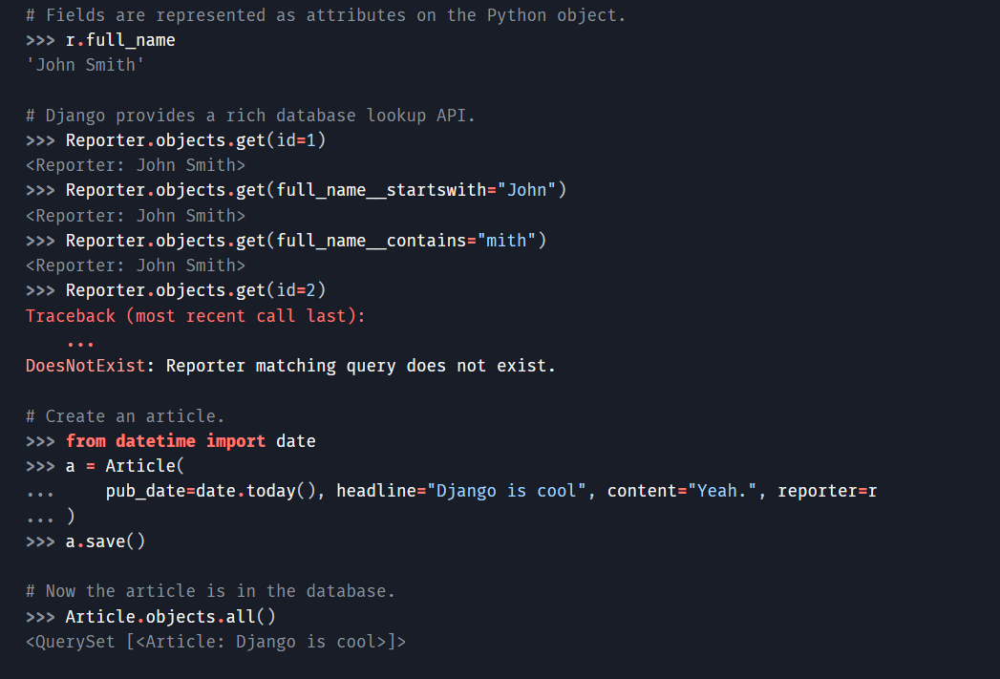 # Fields are represented as attributes on the Python object.
>>> r.full_name
'John Smith'

# Django provides a rich database lookup API.
>>> Reporter.objects.get(id=1)
<Reporter: John Smith>
>>> Reporter.objects.get(full_name__startswith="John")
<Reporter: John Smith>
>>> Reporter.objects.get(full_name__contains="mith")
<Reporter: John Smith>
>>> Reporter.objects.get(id=2)
Traceback (most recent call last):
    ...
DoesNotExist: Reporter matching query does not exist.

# Create an article.
>>> from datetime import date
>>> a = Article(
...     pub_date=date.today(), headline="Django is cool", content="Yeah.", reporter=r
... )
>>> a.save()

# Now the article is in the database.
>>> Article.objects.all()
<QuerySet [<Article: Django is cool>]>